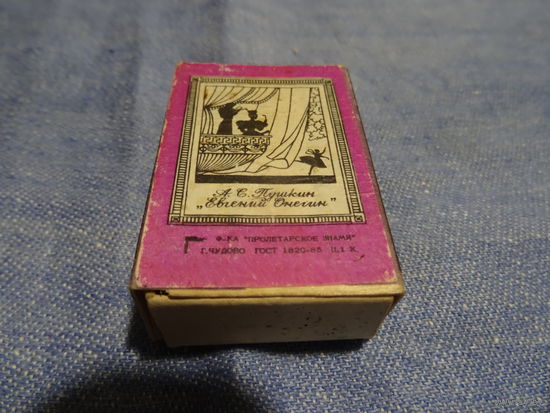 А. С. Пушкин
„Евгений Онегин"
Ф-КА "ПРОЛЕТАРСКОЕ ЗНАМЯ"
Г. ЧУДОВО ГОСТ 1820-85 Ц.1 К.